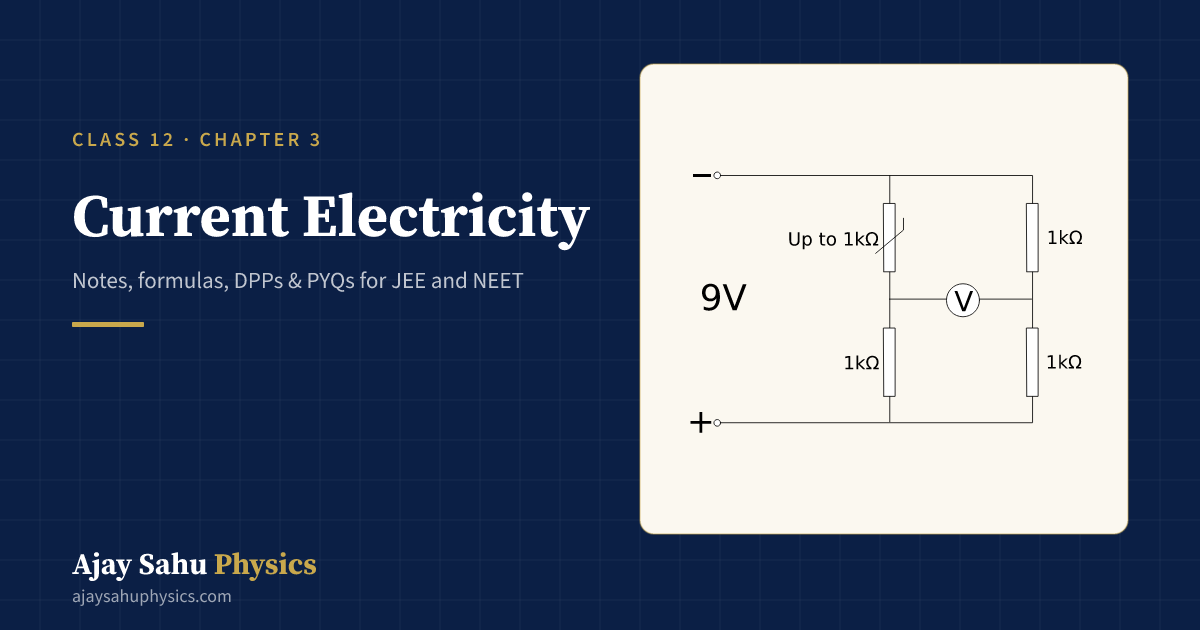 CLASS 12 · CHAPTER 3
Current Electricity
Notes, formulas, DPPs & PYQs for JEE and NEET
Ajay Sahu Physics
ajaysahuphysics.com
−
Up to 1kΩ
1kΩ
9V
V
1kΩ
1kΩ
+